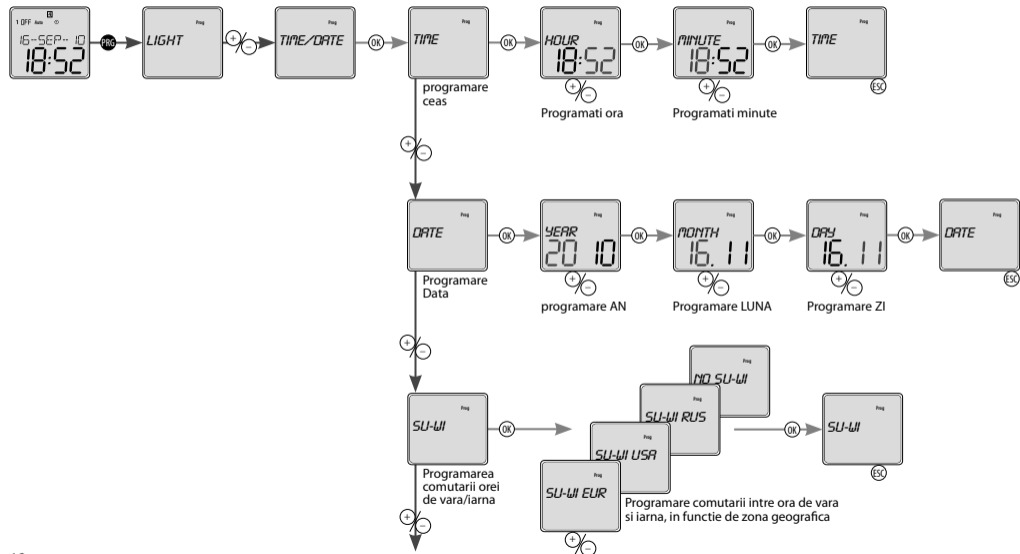 1 OFF Auto
16-SEP-- 10
18:52
PRG
Prog
LIGHT
+/-
Prog
TIME/DATE
OK
Prog
TIME
programare
ceas
OK
Prog
HOUR
18:52
+/-
Programati ora
OK
Prog
MINUTE
18:52
+/-
Programati minute
OK
Prog
TIME
ESC
+/-
Prog
DATE
Programare
Data
OK
Prog
YEAR
20 10
+/-
programare AN
OK
Prog
MONTH
16. 11
+/-
Programare LUNA
OK
Prog
DAY
16. 11
+/-
Programare ZI
OK
Prog
DATE
ESC
+/-
Prog
SU-WI
Programarea
comutarii orei
de vara/iarna
OK
Prog
NO SU-WI
Prog
SU-WI RUS
Prog
SU-WI USA
Prog
SU-WI EUR
+/-
Programare comutarii intre ora de vara
si iarna, in functie de zona geografica
OK
Prog
SU-WI
ESC
+/-